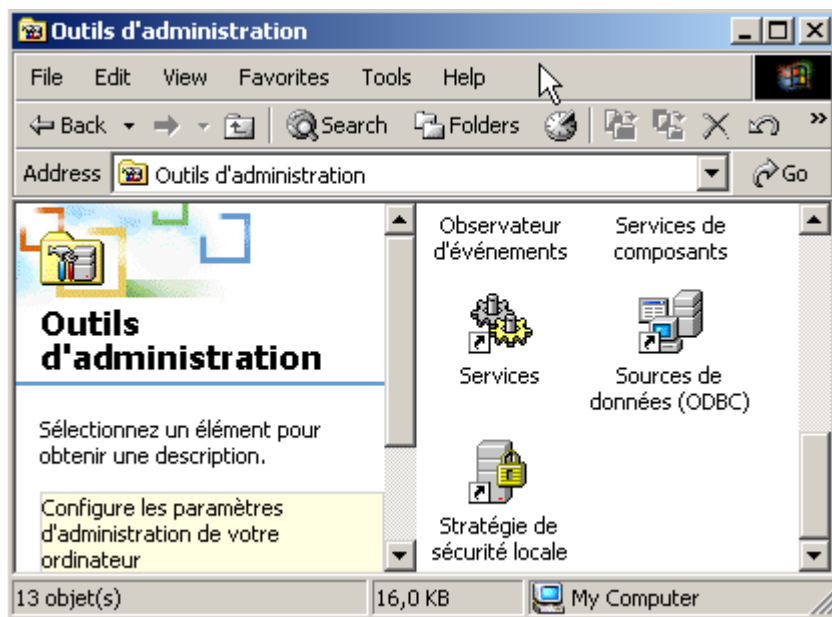 Outils d'administration
File Edit View Favorites Tools Help
Back Search Folders »
Address Outils d'administration Go
Outils
d'administration
Sélectionnez un élément pour
obtenir une description.
Configure les paramètres
d'administration de votre
ordinateur
Observateur
d'événements
Services de
composants
Services
Sources de
données (ODBC)
Stratégie de
sécurité locale
13 objet(s) 16,0 KB My Computer